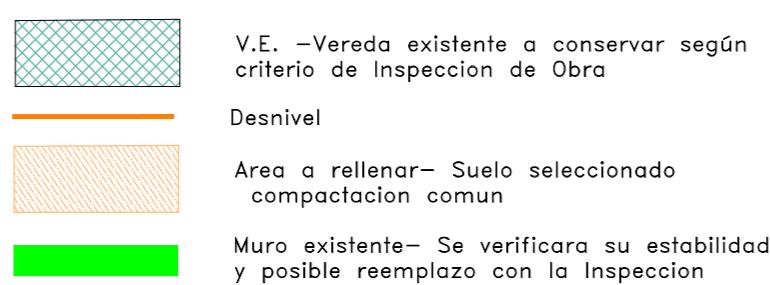 V.E. -Vereda existente a conservar según
criterio de Inspeccion de Obra
Desnivel
Area a rellenar- Suelo seleccionado
compactacion comun
Muro existente- Se verificara su estabilidad
y posible reemplazo con la Inspeccion